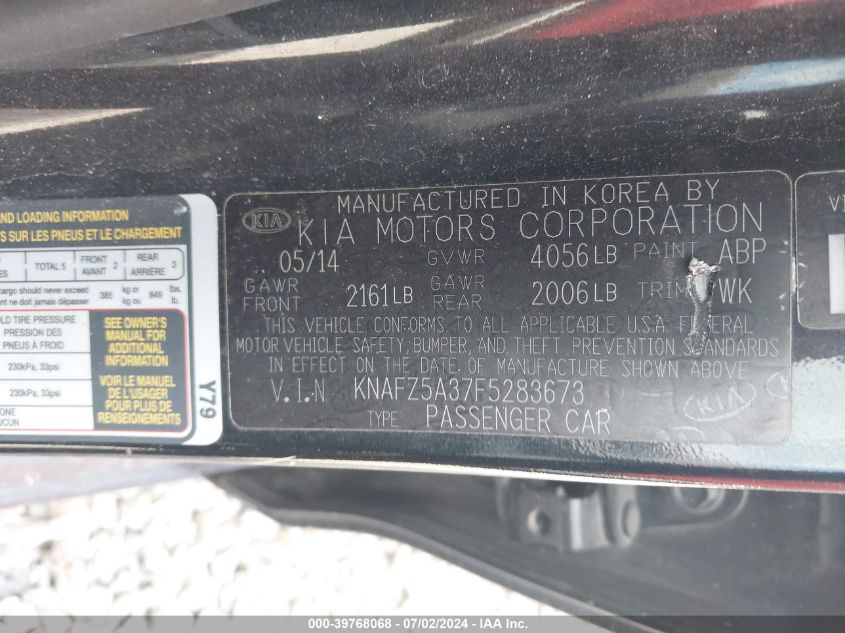 AND LOADING INFORMATION
SUR LES PNEUS ET LE CHARGEMENT
TOTAL 5
FRONT 2
AVANT
REAR 3
ARRIÈRE
cargo should never exceed
ne doit jamais dépasser
385
kg or
kg ou
849
lbs.
lb.
TIRE PRESSURE
PRESSION DES
PNEUS À FROID
230kPa, 33psi
230kPa, 33psi
SEE OWNER'S
MANUAL FOR
ADDITIONAL
INFORMATION
VOIR LE MANUEL
DE L'USAGER
POUR PLUS DE
RENSEIGNEMENTS
Y79
KIA
MANUFACTURED IN KOREA BY
KIA MOTORS CORPORATION
05/14 GVWR 4056LB PAINT ABP
GAWR FRONT 2161LB GAWR REAR 2006LB TRIM WK
THIS VEHICLE CONFORMS TO ALL APPLICABLE U.S.A FEDERAL
MOTOR VEHICLE SAFETY, BUMPER, AND THEFT PREVENTION STANDARDS
IN EFFECT ON THE DATE OF MANUFACTURE SHOWN ABOVE
V.I.N KNAFZ5A37F5283673
TYPE PASSENGER CAR
KIA
000-39768068 - 07/02/2024 - IAA Inc.